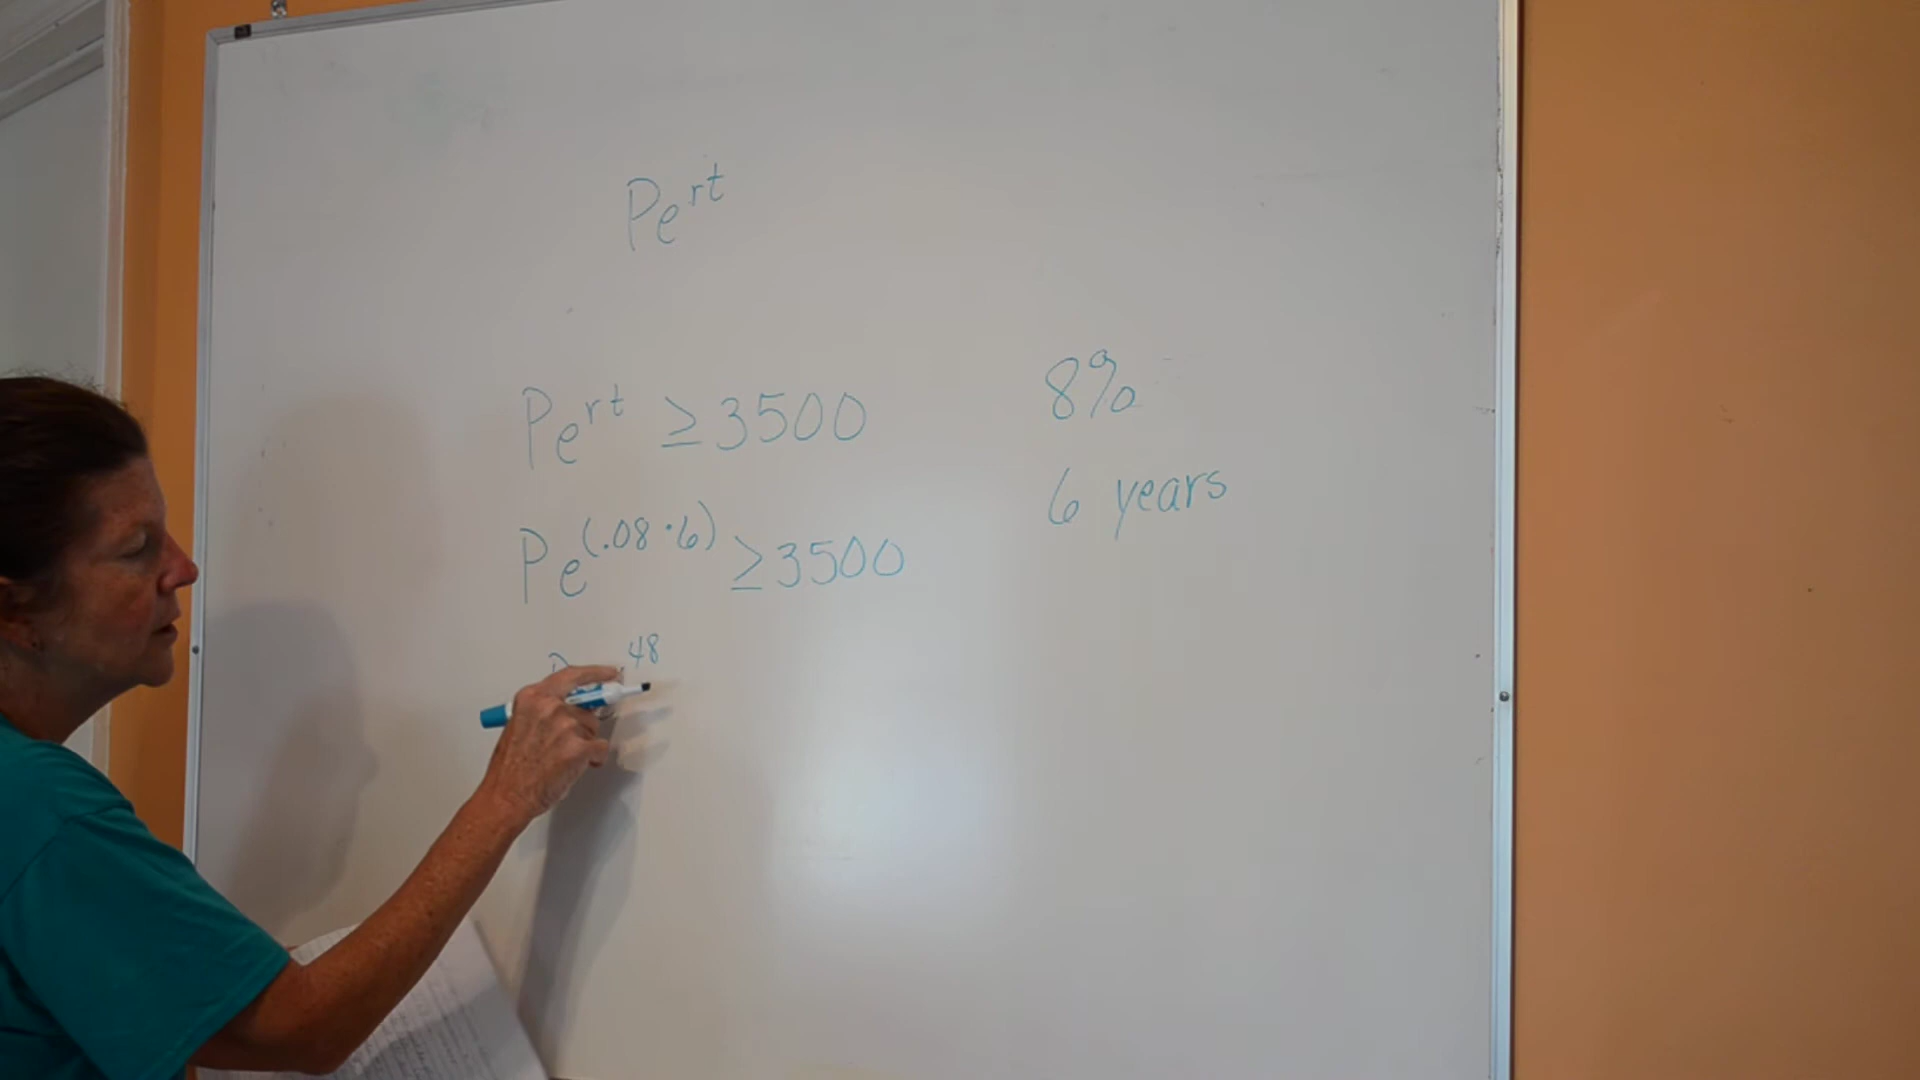 Pe^rt
Pe^rt ≥ 3500
8%
6 years
Pe^(.08·6) ≥ 3500
P .48